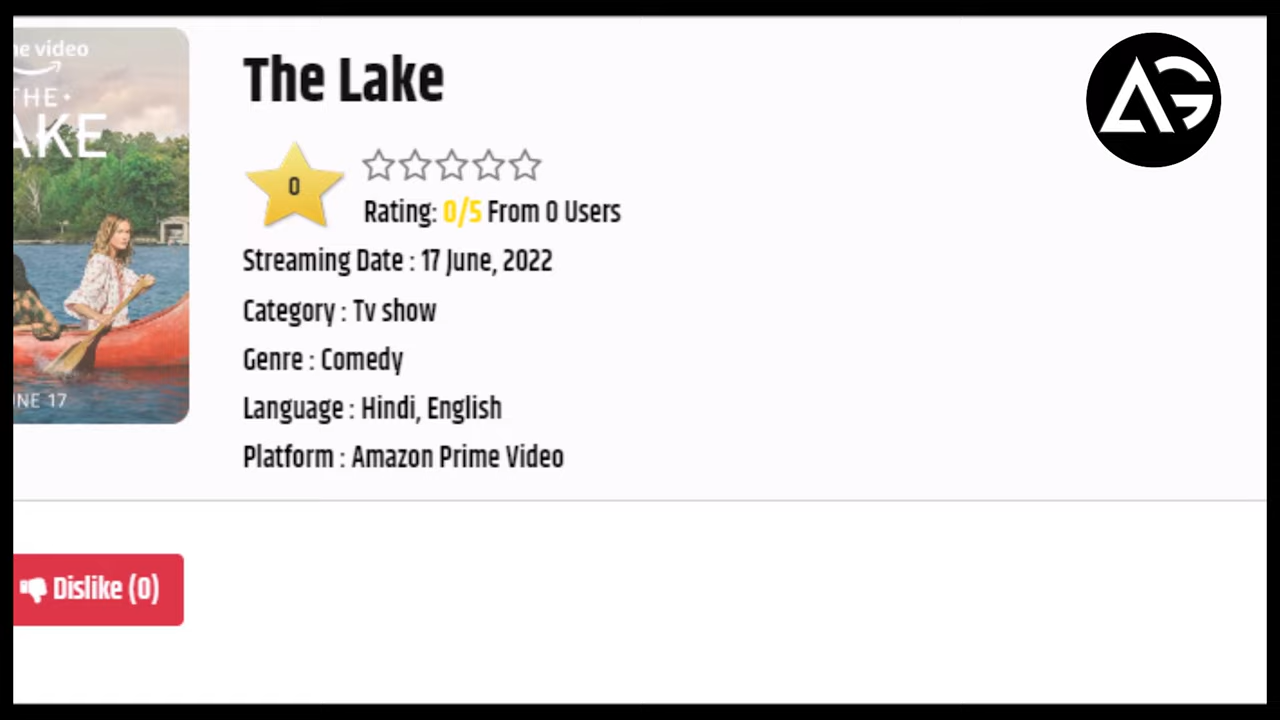 ne video
THE
AKE
UNE 17
The Lake
0
Rating: 0/5 From 0 Users
Streaming Date : 17 June, 2022
Category : Tv show
Genre : Comedy
Language : Hindi, English
Platform : Amazon Prime Video
Dislike (0)
AG